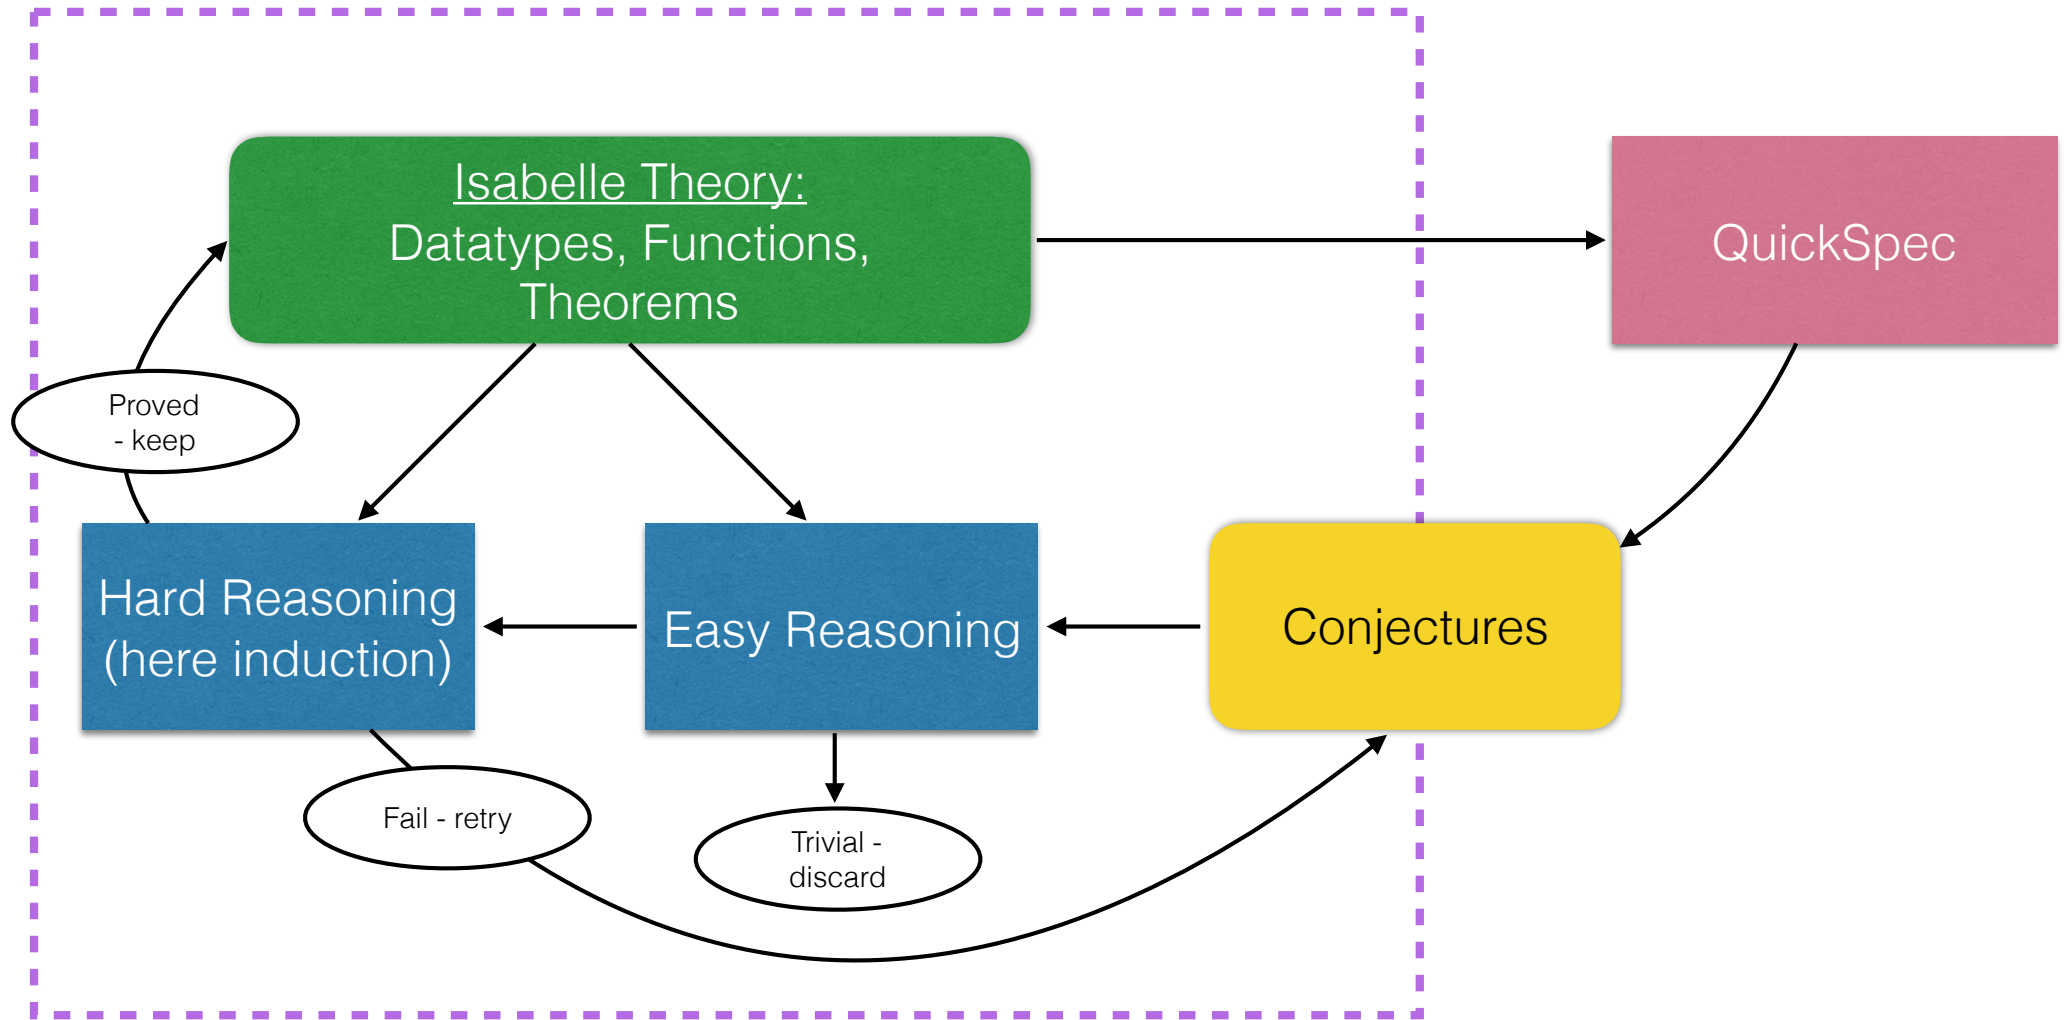 Isabelle Theory:
Datatypes, Functions,
Theorems
QuickSpec
Proved
- keep
Hard Reasoning
(here induction)
Easy Reasoning
Conjectures
Fail - retry
Trivial -
discard